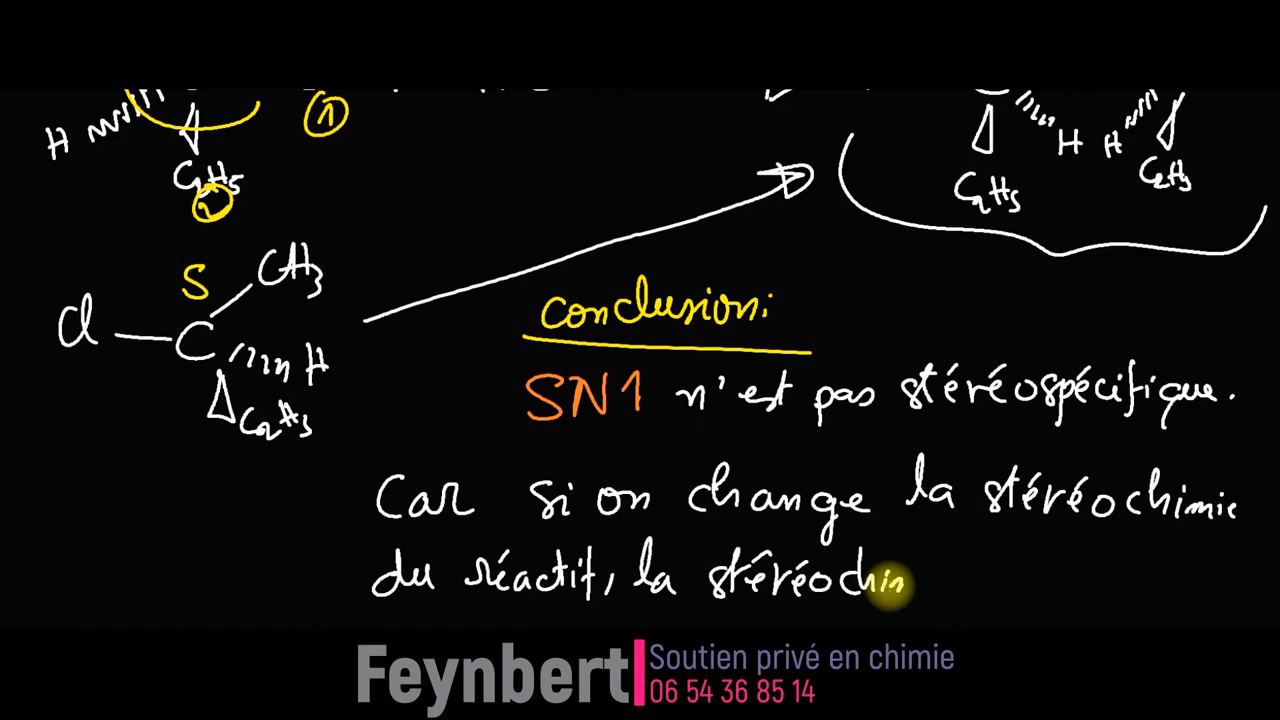 H
①
C2H5
②
C2H5
H
H
C2H5
S
CH3
Cl
C
H
C2H5
conclusion:
SN1 n'est pas stéréospécifique.
Car si on change la stéréochimie
du réactif, la stéréochim
Feynbert
Soutien privé en chimie
06 54 36 85 14